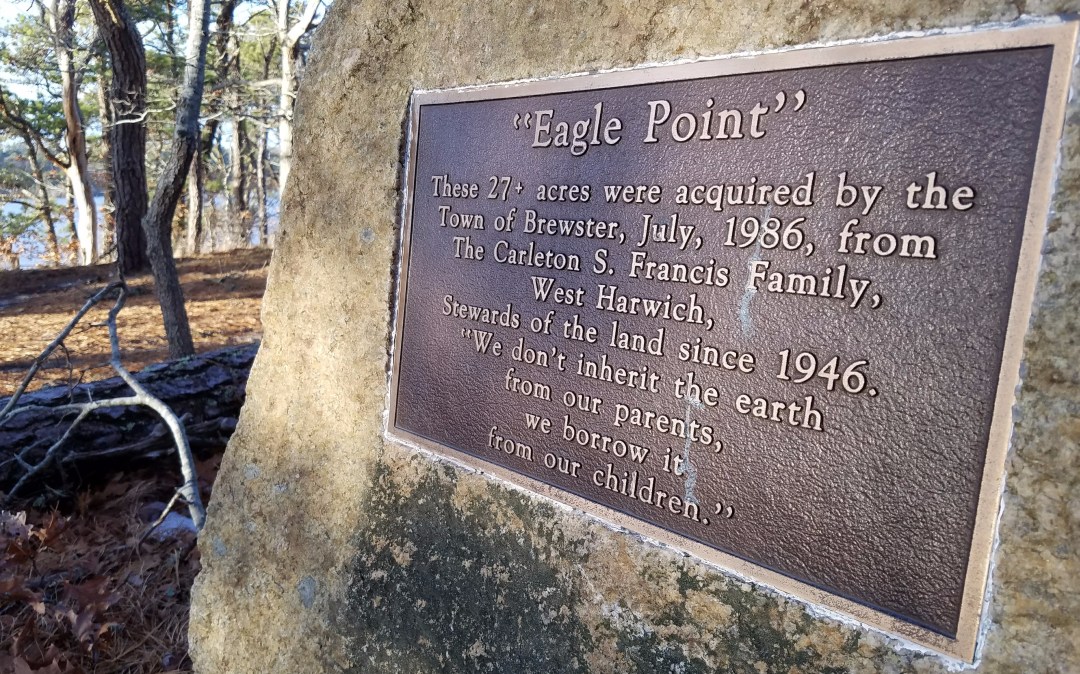 “Eagle Point”
These 27+ acres were acquired by the
Town of Brewster, July, 1986, from
The Carleton S. Francis Family,
West Harwich,
Stewards of the land since 1946.
“We don’t inherit the earth
from our parents,
we borrow it
from our children.”